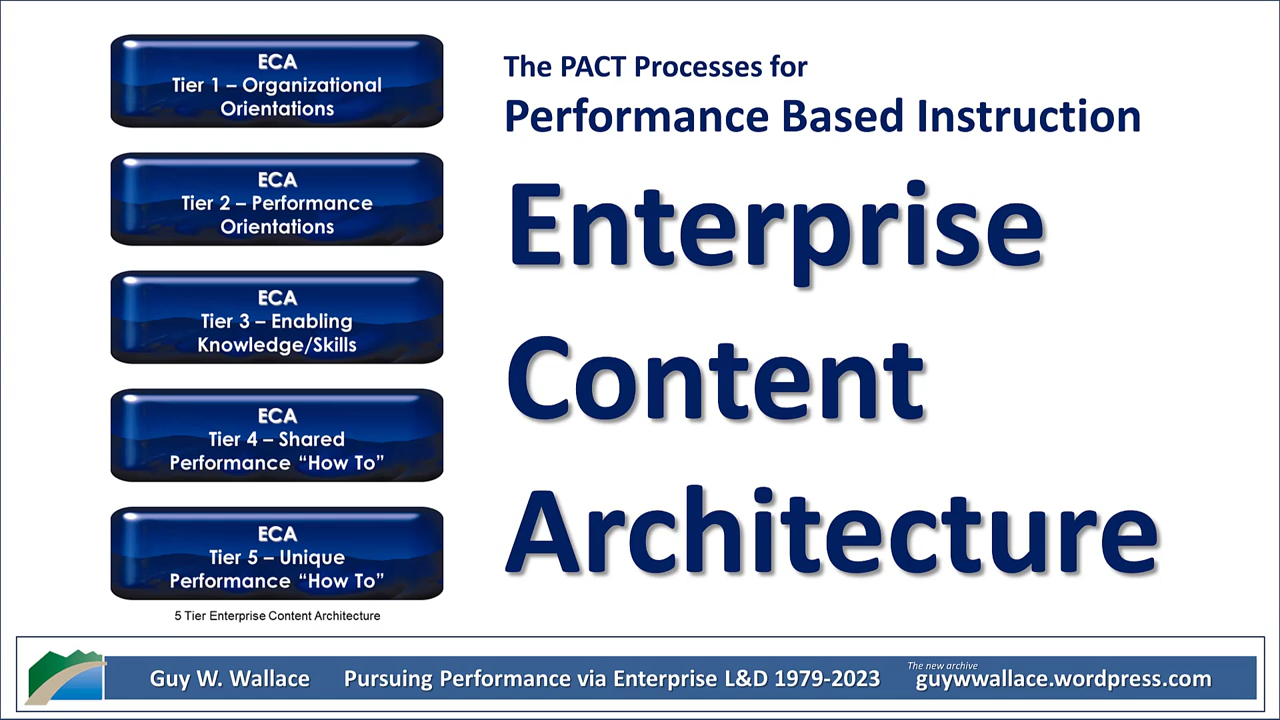 ECA
Tier 1 – Organizational
Orientations
ECA
Tier 2 – Performance
Orientations
ECA
Tier 3 – Enabling
Knowledge/Skills
ECA
Tier 4 – Shared
Performance “How To”
ECA
Tier 5 – Unique
Performance “How To”
5 Tier Enterprise Content Architecture
The PACT Processes for
Performance Based Instruction
Enterprise
Content
Architecture
Guy W. Wallace Pursuing Performance via Enterprise L&D 1979-2023
The new archive
guywwallace.wordpress.com